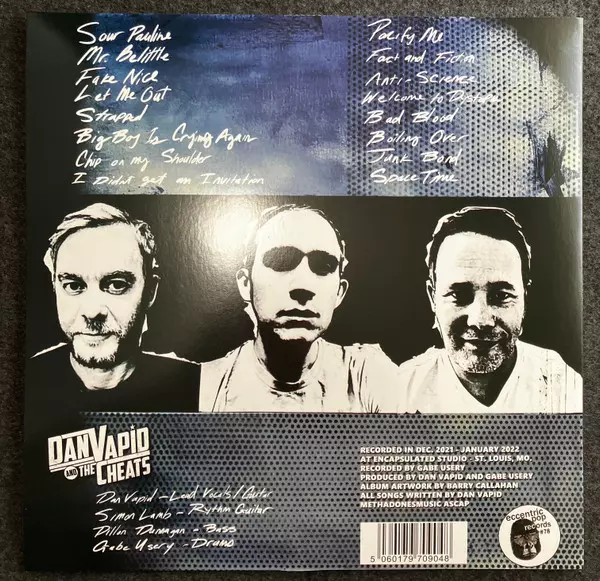 Sour Pauline
Mr. Belittle
Fake Nice
Let Me Out
Strapped
Big Boy Is Crying Again
Chip on my Shoulder
I Didn't get an Invitation
Pacify Me
Fact and Fiction
Anti-Science
Welcome to Dystopia
Bad Blood
Boiling Over
Junk Bond
Space Time
DAN VAPID
AND THE CHEATS
Dan Vapid - Lead Vocals/Guitar
Simon Lamb - Rythm Guitar
Dillon Dunnagan - Bass
Gabe Usery - Drums
RECORDED IN DEC. 2021 - JANUARY 2022
AT ENCAPSULATED STUDIO - ST. LOUIS, MO.
RECORDED BY GABE USERY
PRODUCED BY DAN VAPID AND GABE USERY
ALBUM ARTWORK BY BARRY CALLAHAN
ALL SONGS WRITTEN BY DAN VAPID
METHADONESMUSIC ASCAP
5 060179 709048
eccentric pop records
#78